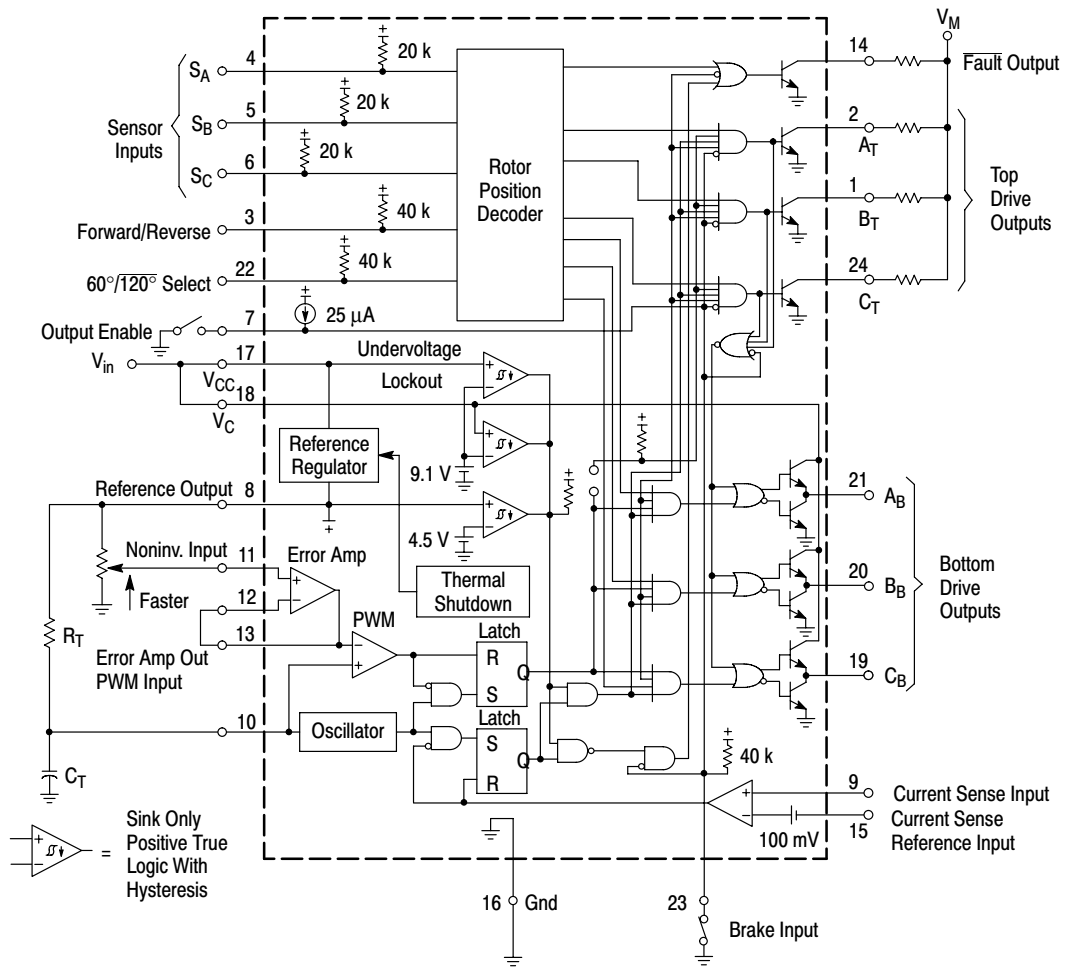 V_M
14
Fault Output
4
S_A
20 k
5
S_B
20 k
Sensor
Inputs
6
S_C
20 k
3
Forward/Reverse
40 k
22
60°/120° Select
40 k
7
Output Enable
25 μA
Rotor
Position
Decoder
2
A_T
1
B_T
24
C_T
Top
Drive
Outputs
V_in
17
V_CC
18
V_C
Undervoltage
Lockout
Reference
Regulator
9.1 V
Reference Output
8
4.5 V
Noninv. Input
11
Error Amp
Faster
12
Thermal
Shutdown
13
PWM
R_T
Error Amp Out
PWM Input
Latch
R
Q
S
10
Oscillator
Latch
S
Q
R
C_T
40 k
21
A_B
20
B_B
19
C_B
Bottom
Drive
Outputs
9
Current Sense Input
15
Current Sense
Reference Input
100 mV
=
Sink Only
Positive True
Logic With
Hysteresis
16
Gnd
23
Brake Input